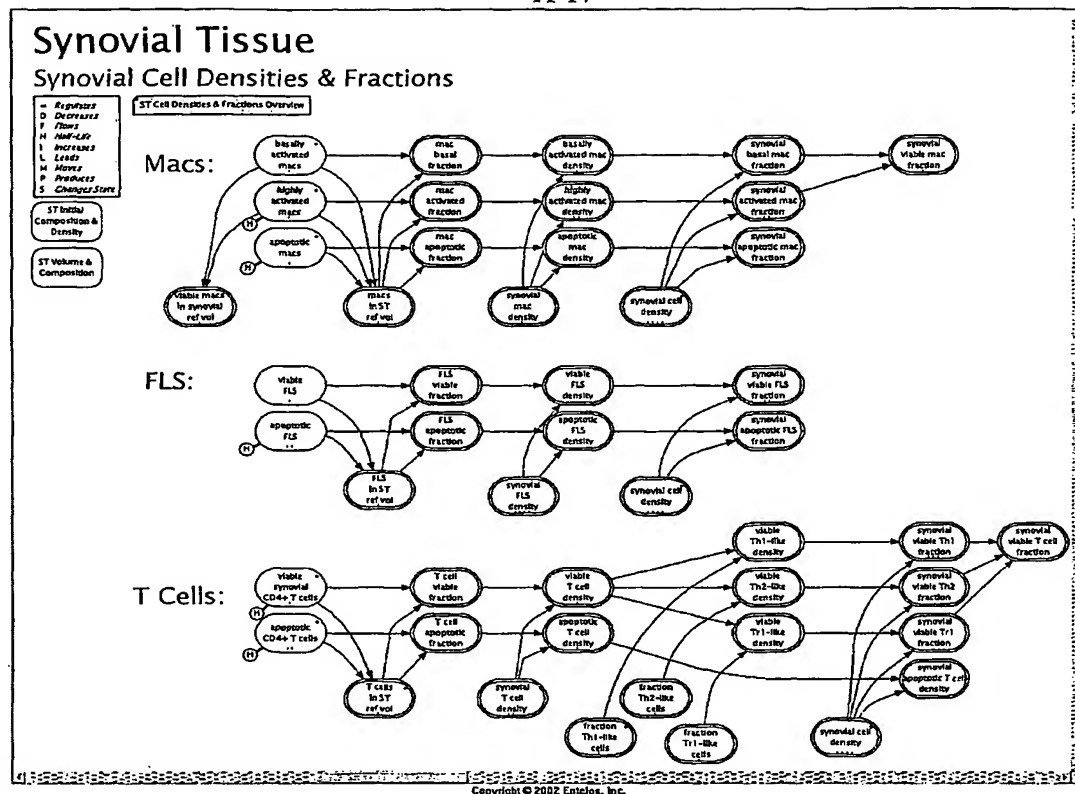 Synovial Tissue
Synovial Cell Densities & Fractions
= Regulates
D Decreases
F Flows
H Half-Life
I Increases
L Leads
M Moves
P Produces
S Changes State
ST Cell Densities & Fractions Overview
ST Initial
Composition &
Density
ST Volume &
Composition
Macs:
basally
activated
macs
mac
basal
fraction
basally
activated mac
density
synovial
basal mac
fraction
synovial
viable mac
fraction
highly
activated
macs
mac
activated
fraction
highly
activated mac
density
synovial
activated mac
fraction
H
apoptotic
macs
mac
apoptotic
fraction
apoptotic
mac
density
synovial
apoptotic mac
fraction
H
viable macs
in synovial
ref vol
macs
in ST
ref vol
synovial
mac
density
synovial cell
density
FLS:
viable
FLS
FLS
viable
fraction
viable
FLS
density
synovial
viable FLS
fraction
apoptotic
FLS
FLS
apoptotic
fraction
apoptotic
FLS
density
synovial
apoptotic FLS
fraction
H
FLS
in ST
ref vol
synovial
FLS
density
synovial cell
density
T Cells:
viable
Th1-like
density
synovial
viable Th1
fraction
synovial
viable T cell
fraction
viable
synovial
CD4+ T cells
T cell
viable
fraction
viable
T cell
density
viable
Th2-like
density
synovial
viable Th2
fraction
H
apoptotic
CD4+ T cells
T cell
apoptotic
fraction
apoptotic
T cell
density
viable
Tr1-like
density
synovial
viable Tr1
fraction
H
synovial
apoptotic T cell
density
T cells
in ST
ref vol
synovial
T cell
density
fraction
Th2-like
cells
fraction
Th1-like
cells
fraction
Tr1-like
cells
synovial cell
density
Copyright © 2002 Entelos, Inc.